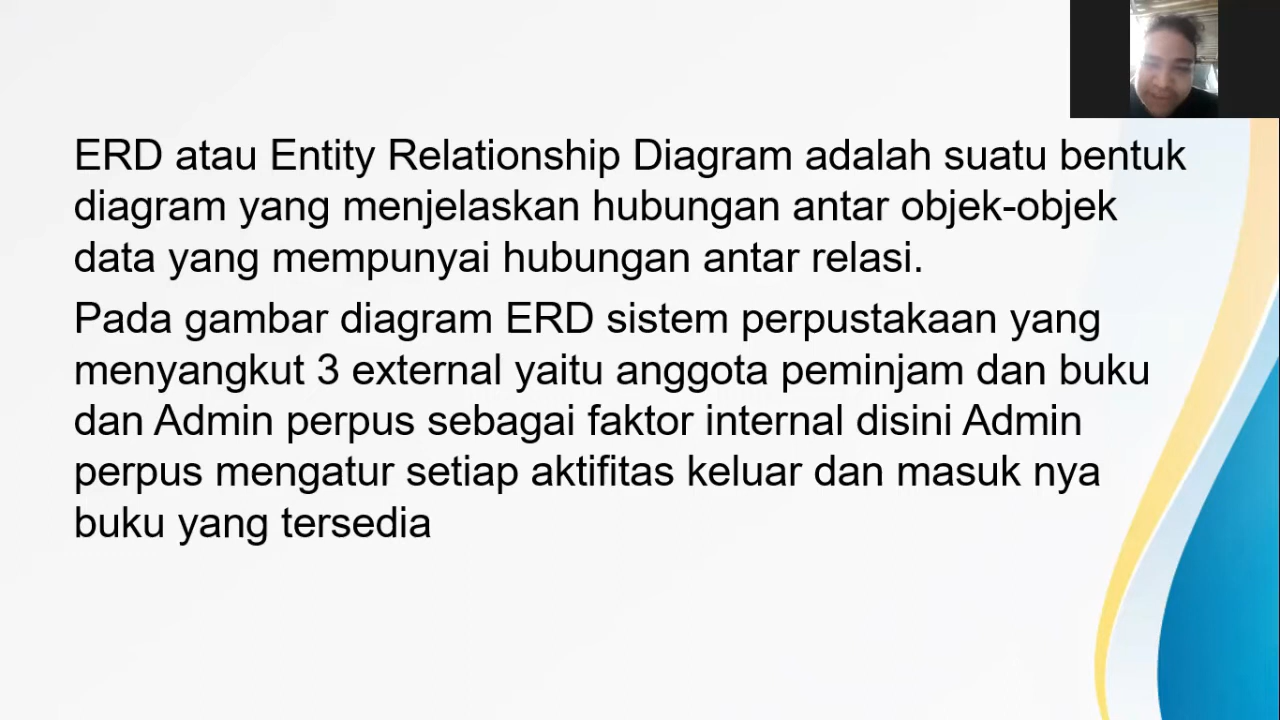 ERD atau Entity Relationship Diagram adalah suatu bentuk
diagram yang menjelaskan hubungan antar objek-objek
data yang mempunyai hubungan antar relasi.
Pada gambar diagram ERD sistem perpustakaan yang
menyangkut 3 external yaitu anggota peminjam dan buku
dan Admin perpus sebagai faktor internal disini Admin
perpus mengatur setiap aktifitas keluar dan masuk nya
buku yang tersedia